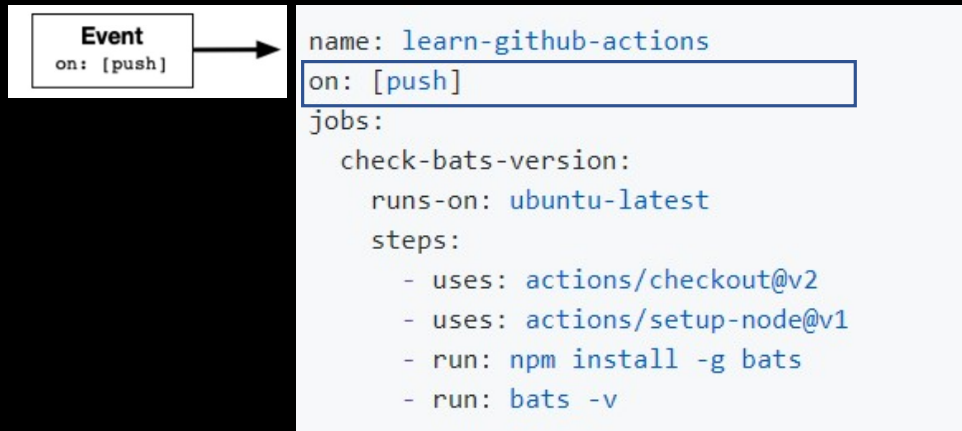 Event
on: [push]
name: learn-github-actions
on: [push]
jobs:
  check-bats-version:
    runs-on: ubuntu-latest
    steps:
      - uses: actions/checkout@v2
      - uses: actions/setup-node@v1
      - run: npm install -g bats
      - run: bats -v